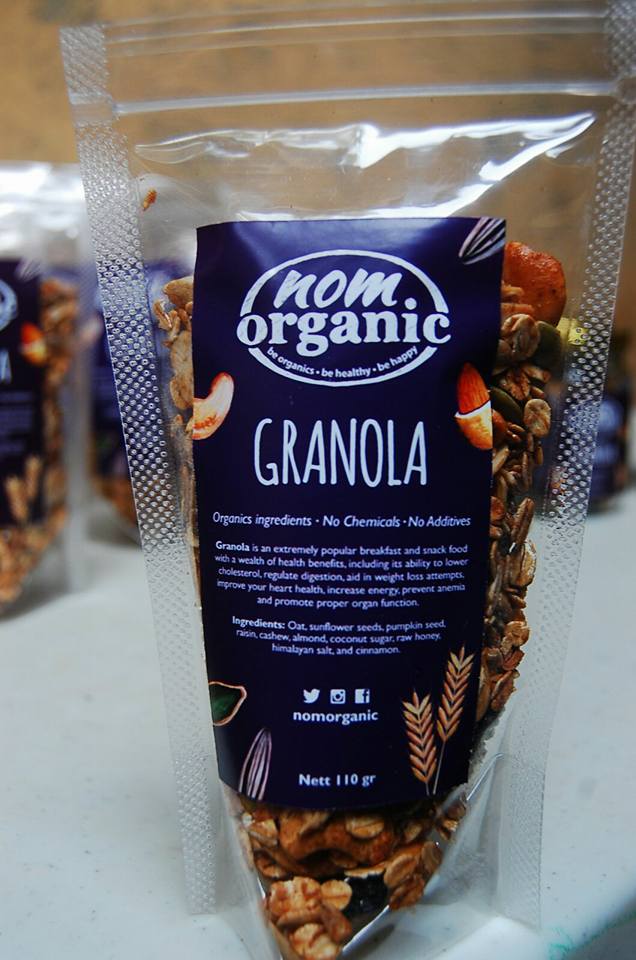 nom
organic
be organics • be healthy • be happy
GRANOLA
Organics ingredients • No Chemicals • No Additives
Granola is an extremely popular breakfast and snack food
with a wealth of health benefits, including its ability to lower
cholesterol, regulate digestion, aid in weight loss attempts,
improve your heart health, increase energy, prevent anemia
and promote proper organ function.
Ingredients: Oat, sunflower seeds, pumpkin seed,
raisin, cashew, almond, coconut sugar, raw honey,
himalayan salt, and cinnamon.
nomorganic
Nett 110 gr